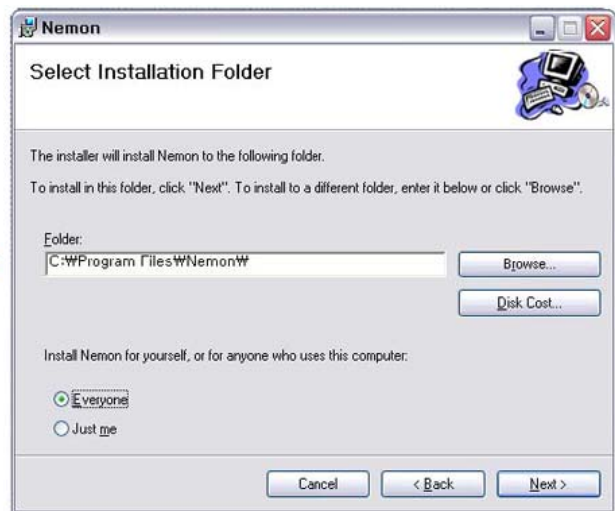 Nemon
Select Installation Folder
The installer will install Nemon to the following folder.
To install in this folder, click "Next". To install to a different folder, enter it below or click "Browse".
Folder:
C:₩Program Files₩Nemon₩
Browse...
Disk Cost...
Install Nemon for yourself, or for anyone who uses this computer:
Everyone
Just me
Cancel
< Back
Next >